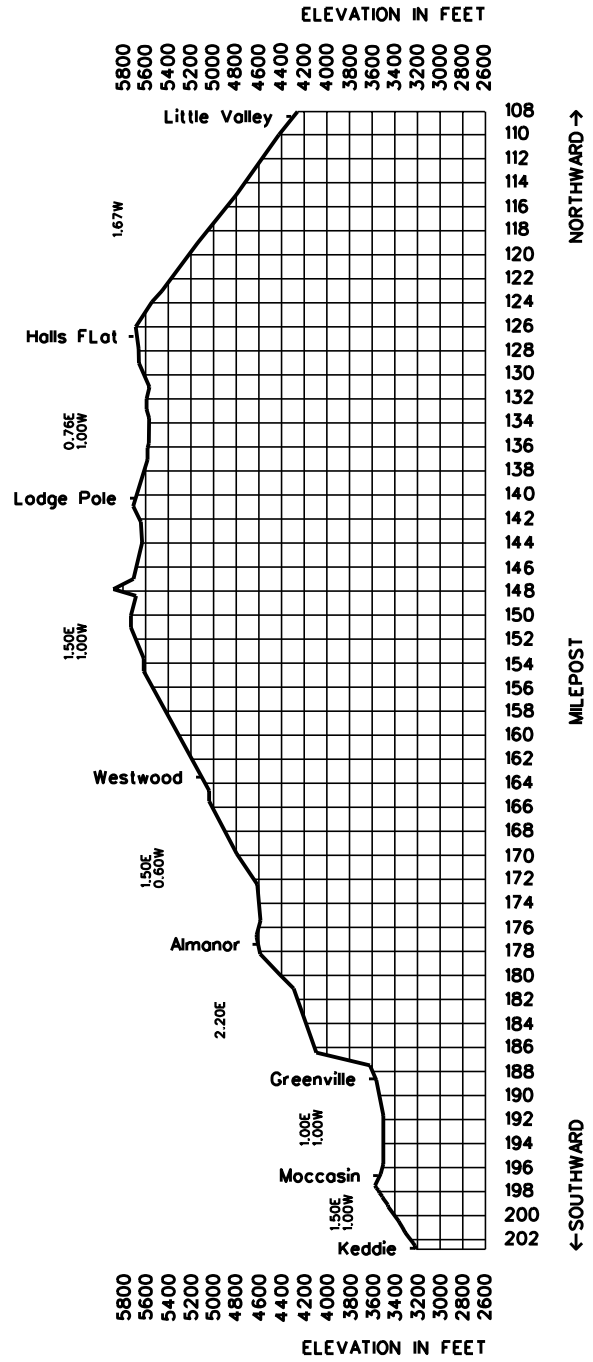 ELEVATION IN FEET
5800 5600 5400 5200 5000 4800 4600 4400 4200 4000 3800 3600 3400 3200 3000 2800 2600
Little Valley
108
110
112
114
116
118
120
122
124
126
128
130
132
134
136
138
140
142
144
146
148
150
152
154
156
158
160
162
164
166
168
170
172
174
176
178
180
182
184
186
188
190
192
194
196
198
200
202
NORTHWARD →
MILEPOST
← SOUTHWARD
1.67W
Halls FLat
0.76E
1.00W
Lodge Pole
1.50E
1.00W
Westwood
1.50E
0.60W
Almanor
2.20E
Greenville
1.00E
1.00W
Moccasin
1.50E
1.00W
Keddie
5800 5600 5400 5200 5000 4800 4600 4400 4200 4000 3800 3600 3400 3200 3000 2800 2600
ELEVATION IN FEET